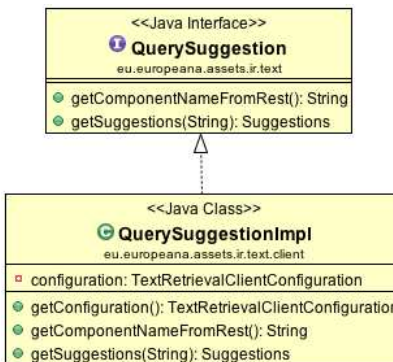 <<Java Interface>>
QuerySuggestion
eu.europeana.assets.ir.text
getComponentNameFromRest(): String
getSuggestions(String): Suggestions
<<Java Class>>
QuerySuggestionImpl
eu.europeana.assets.ir.text.client
configuration: TextRetrievalClientConfiguration
getConfiguration(): TextRetrievalClientConfiguration
getComponentNameFromRest(): String
getSuggestions(String): Suggestions